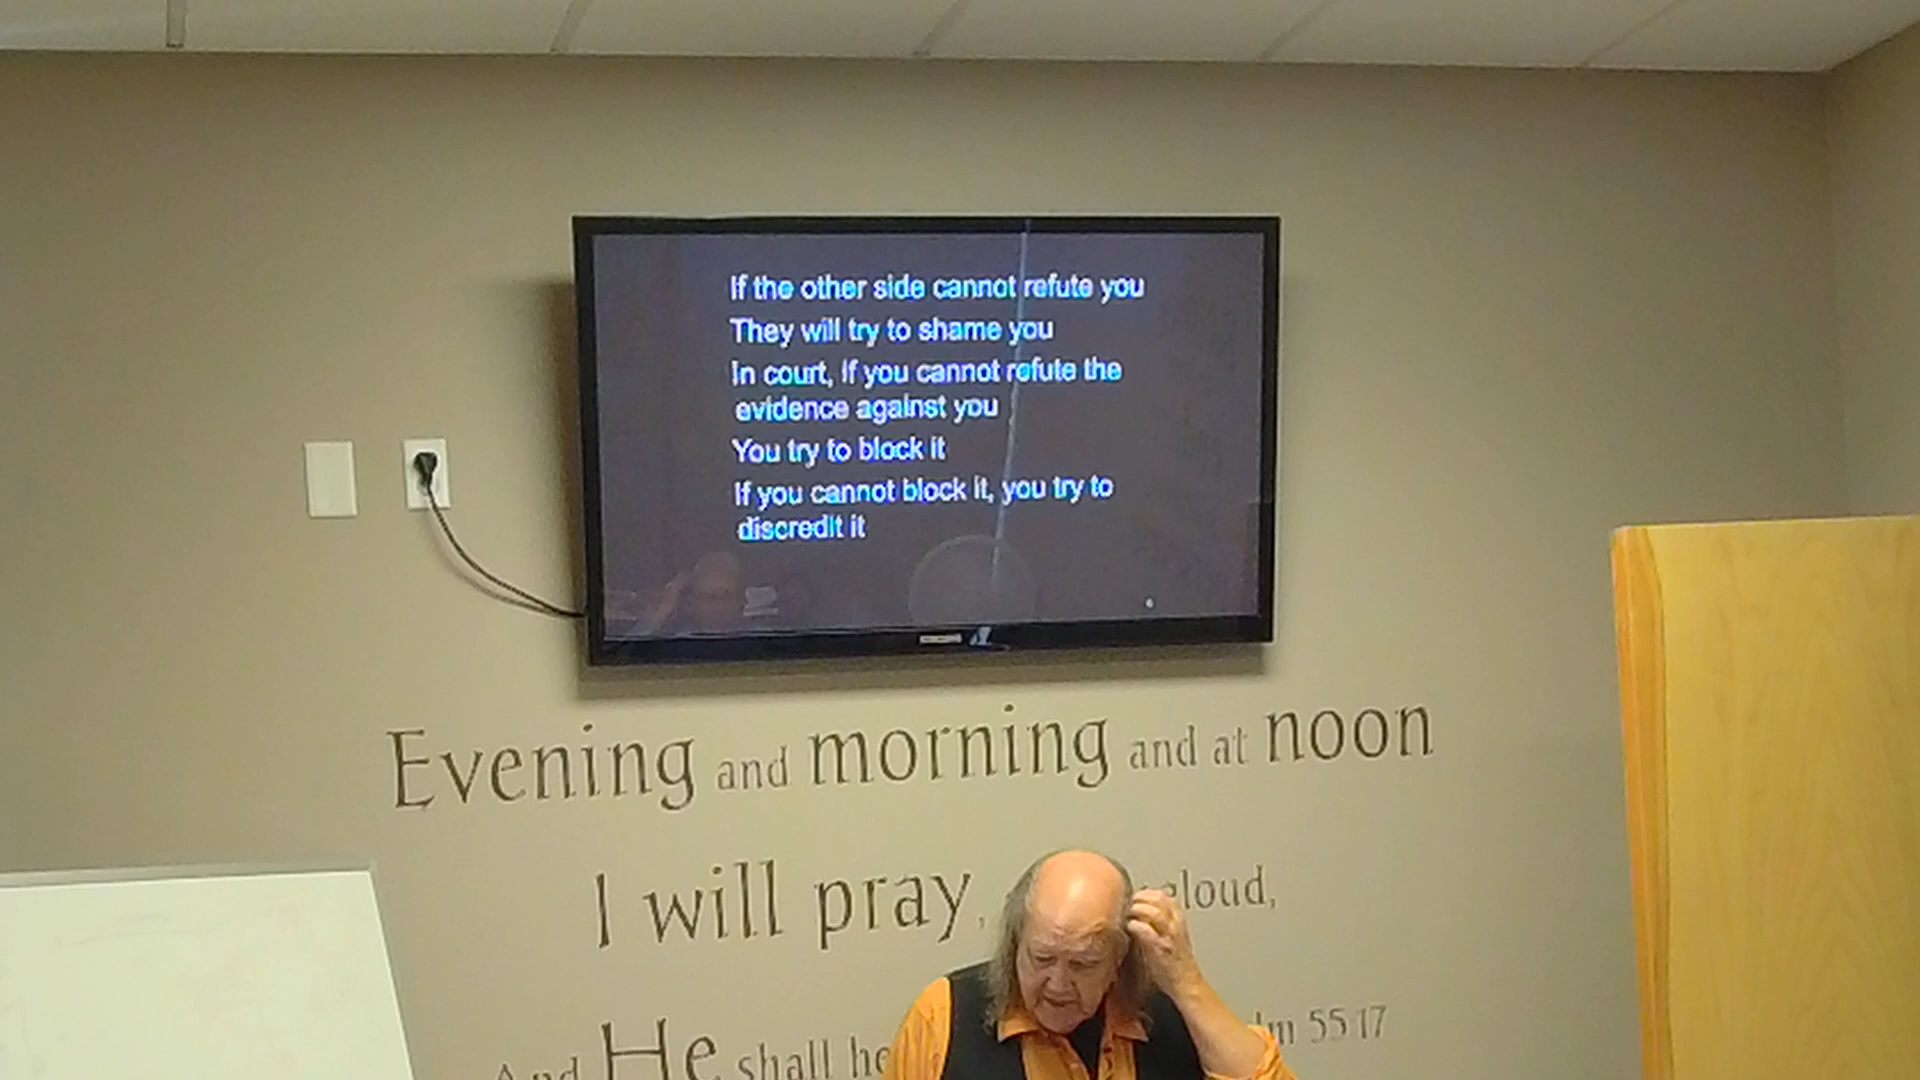 If the other side cannot refute you
They will try to shame you
In court, if you cannot refute the
evidence against you
You try to block it
If you cannot block it, you try to
discredit it
Evening and morning and at noon
I will pray, aloud,
And He shall 55 17